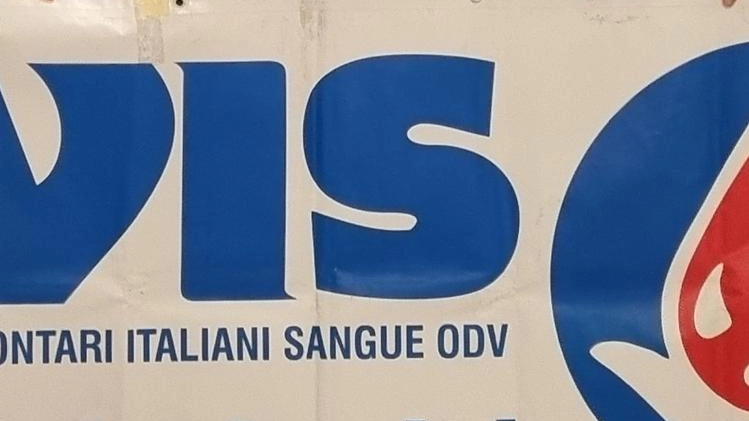 VIS
ONTARI ITALIANI SANGUE ODV